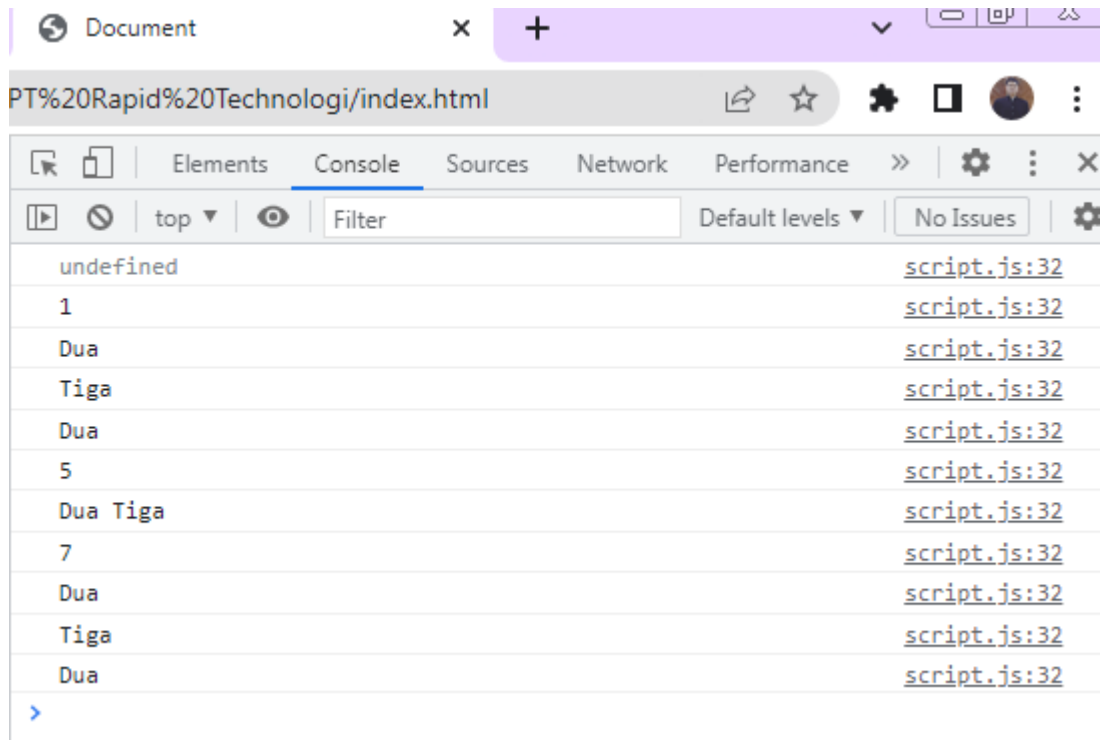 Document
PT%20Rapid%20Technologi/index.html
Elements Console Sources Network Performance
top Filter Default levels No Issues
undefined script.js:32
1 script.js:32
Dua script.js:32
Tiga script.js:32
Dua script.js:32
5 script.js:32
Dua Tiga script.js:32
7 script.js:32
Dua script.js:32
Tiga script.js:32
Dua script.js:32